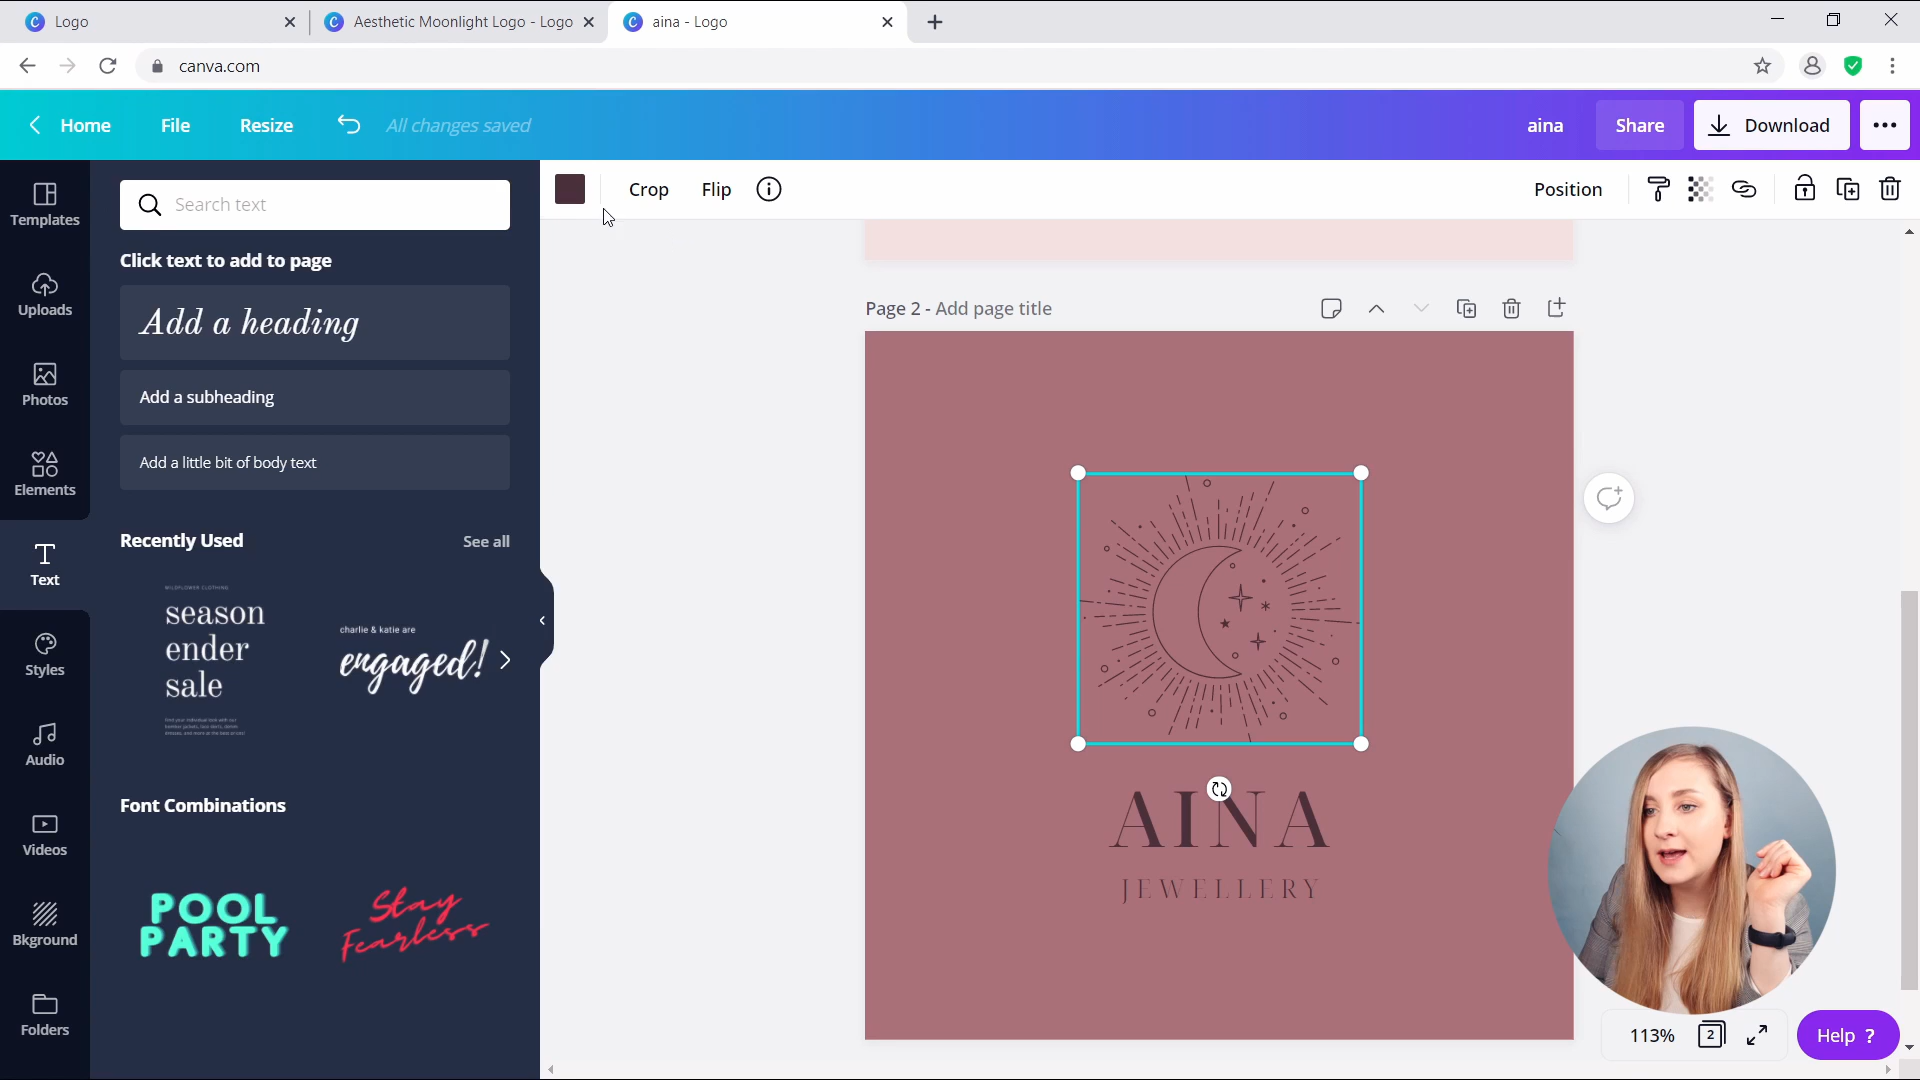 Logo
Aesthetic Moonlight Logo - Logo
aina - Logo
canva.com
Home
File
Resize
All changes saved
aina
Share
Download
Templates
Uploads
Photos
Elements
Text
Styles
Audio
Videos
Bkground
Folders
Search text
Click text to add to page
Add a heading
Add a subheading
Add a little bit of body text
Recently Used
See all
WILDFLOWER CLOTHING
season
ender
sale
charlie & katie are
engaged!
Font Combinations
POOL
PARTY
Stay
Fearless
Crop
Flip
Position
Page 2 - Add page title
AINA
JEWELLERY
113%
2
Help ?